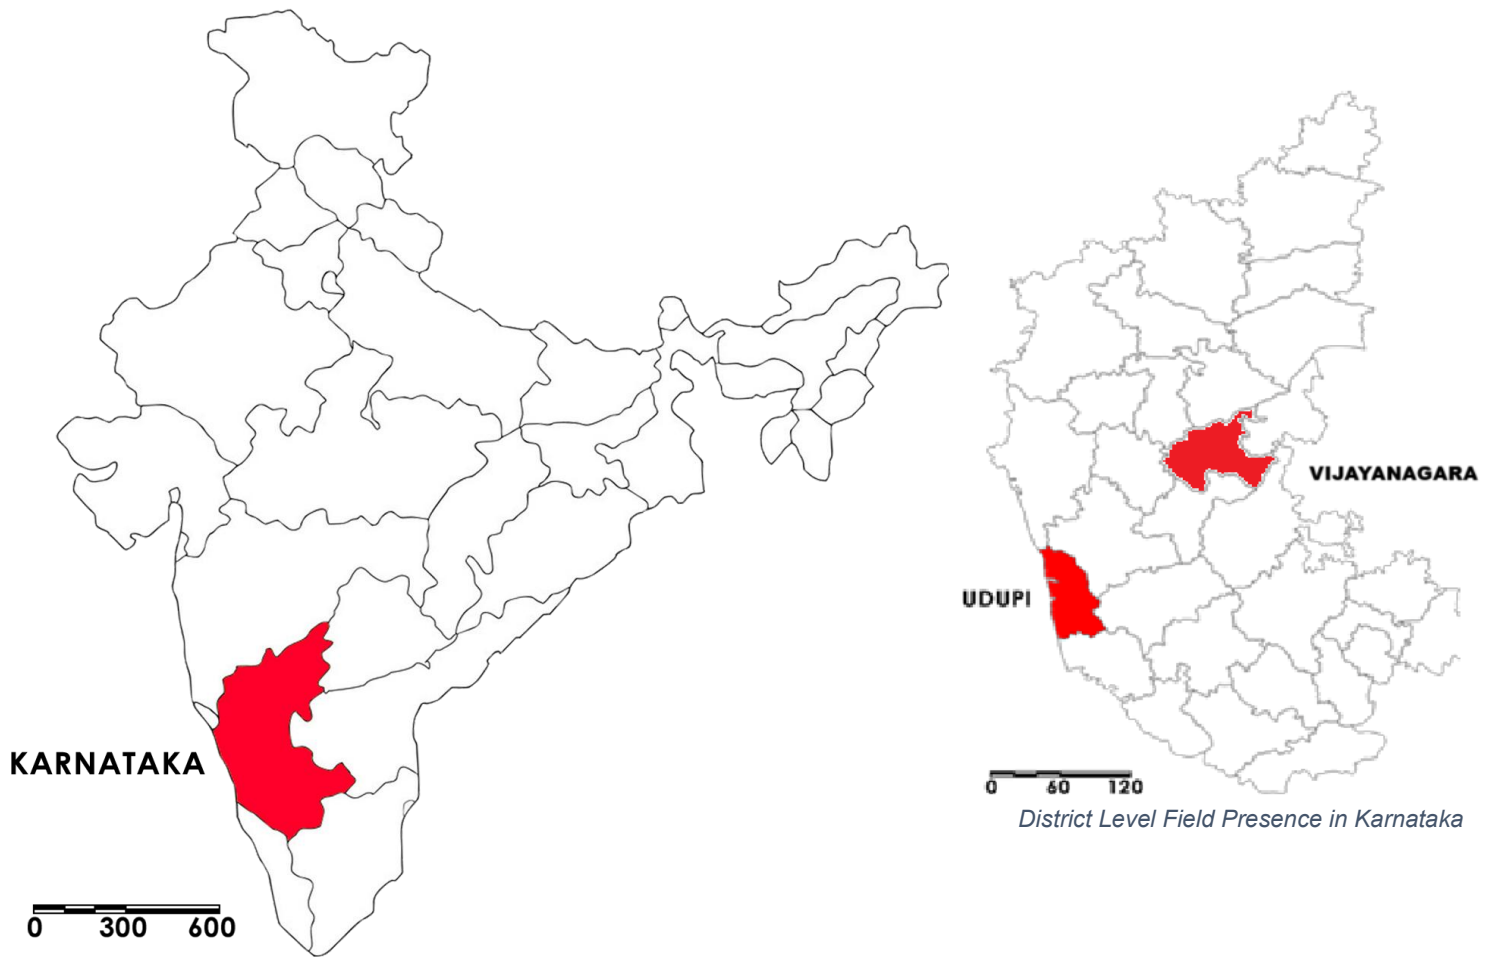 KARNATAKA
0 300 600
VIJAYANAGARA
UDUPI
0 60 120
District Level Field Presence in Karnataka